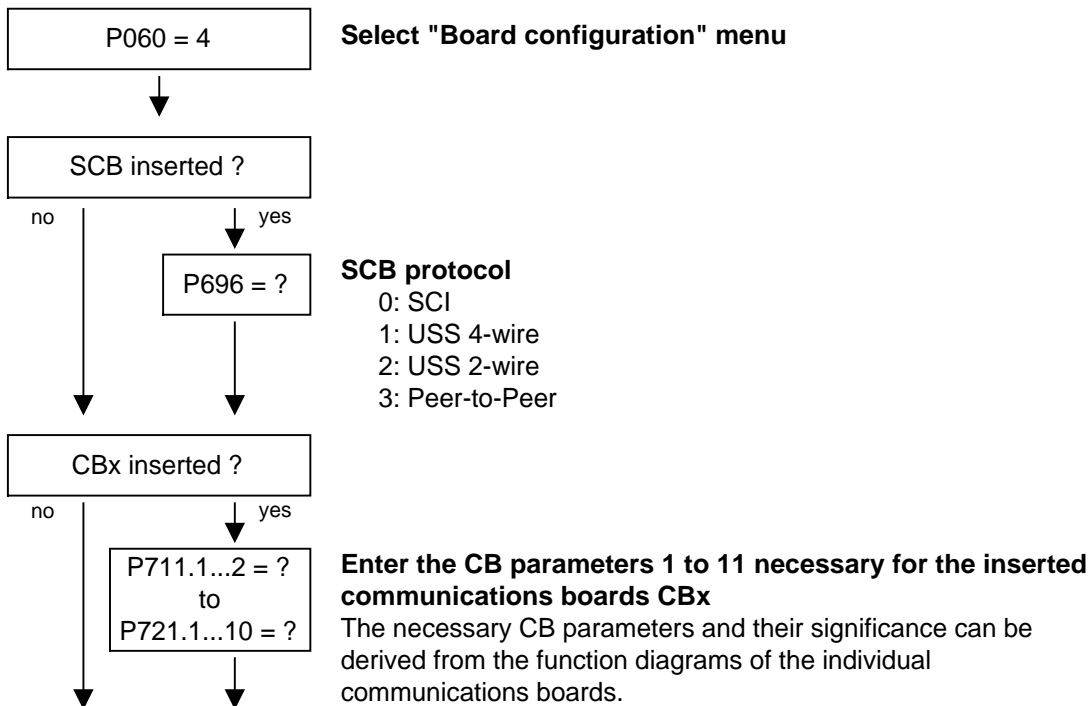 P060 = 4
Select "Board configuration" menu
SCB inserted ?
no
yes
P696 = ?
SCB protocol
0: SCI
1: USS 4-wire
2: USS 2-wire
3: Peer-to-Peer
CBx inserted ?
no
yes
P711.1...2 = ?
to
P721.1...10 = ?
Enter the CB parameters 1 to 11 necessary for the inserted
communications boards CBx
The necessary CB parameters and their significance can be
derived from the function diagrams of the individual
communications boards.